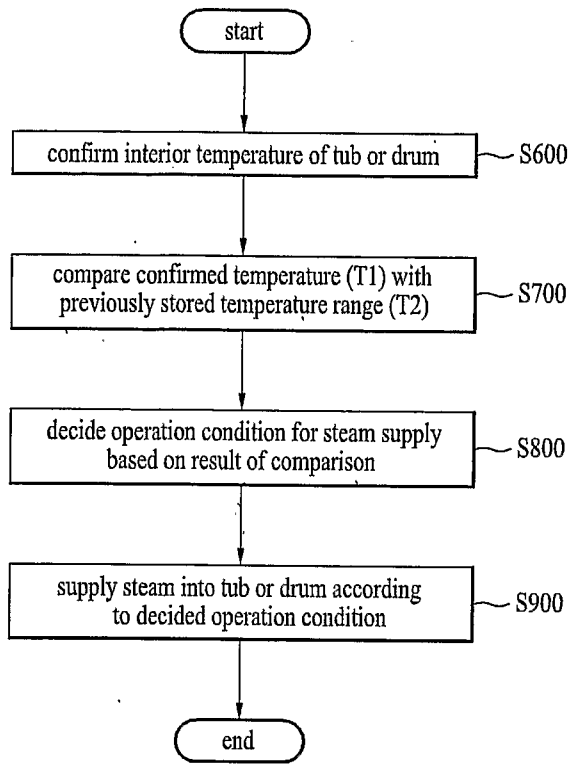 start
confirm interior temperature of tub or drum
S600
compare confirmed temperature (T1) with
previously stored temperature range (T2)
S700
decide operation condition for steam supply
based on result of comparison
S800
supply steam into tub or drum according
to decided operation condition
S900
end